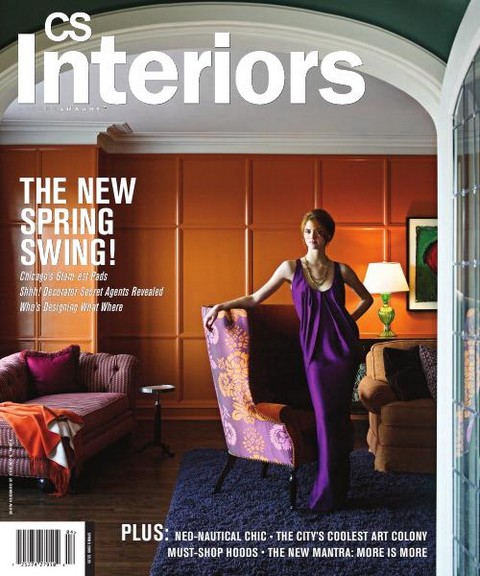 CS
Interiors
THE NEW
SPRING
SWING!
Chicago's Glam-est Pads
Shhh! Decorator Secret Agents Revealed
Who's Designing What Where
PLUS: NEO-NAUTICAL CHIC • THE CITY'S COOLEST ART COLONY
MUST-SHOP HOODS • THE NEW MANTRA: MORE IS MORE